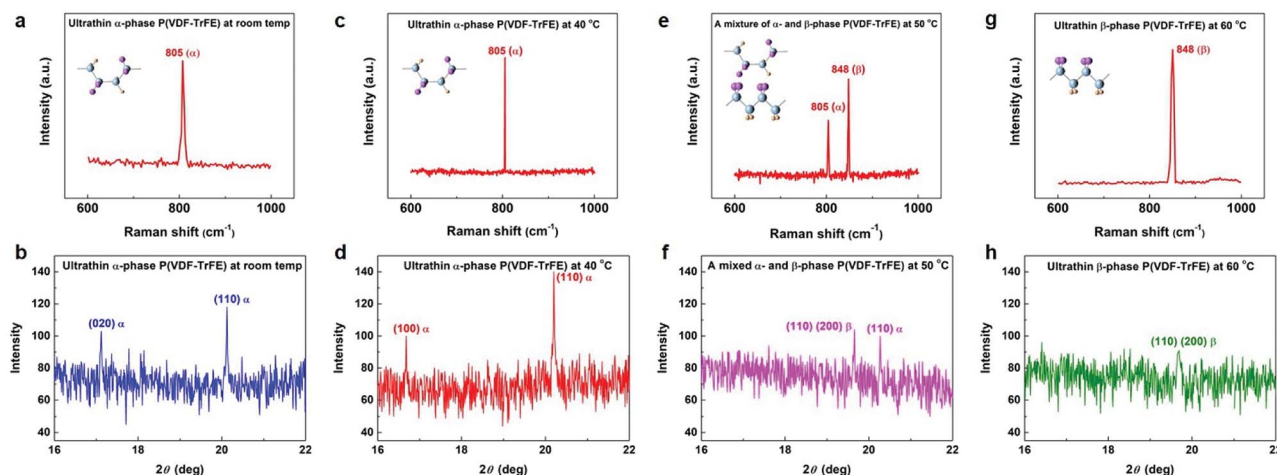 a
Ultrathin α-phase P(VDF-TrFE) at room temp
805 (α)
Intensity (a.u.)
600
800
1000
Raman shift (cm⁻¹)
c
Ultrathin α-phase P(VDF-TrFE) at 40 °C
805 (α)
Intensity (a.u.)
600
800
1000
Raman shift (cm⁻¹)
e
A mixture of α- and β-phase P(VDF-TrFE) at 50 °C
848 (β)
805 (α)
Intensity (a.u.)
600
800
1000
Raman shift (cm⁻¹)
g
Ultrathin β-phase P(VDF-TrFE) at 60 °C
848 (β)
Intensity (a.u.)
600
800
1000
Raman shift (cm⁻¹)
b
Ultrathin α-phase P(VDF-TrFE) at room temp
(110) α
(020) α
Intensity
140
120
100
80
60
40
16
18
20
22
2θ (deg)
d
Ultrathin α-phase P(VDF-TrFE) at 40 °C
(110) α
(100) α
Intensity
140
120
100
80
60
40
16
18
20
22
2θ (deg)
f
A mixed α- and β-phase P(VDF-TrFE) at 50 °C
(110) (200) β
(110) α
Intensity
140
120
100
80
60
40
16
18
20
22
2θ (deg)
h
Ultrathin β-phase P(VDF-TrFE) at 60 °C
(110) (200) β
Intensity
140
120
100
80
60
40
16
18
20
22
2θ (deg)